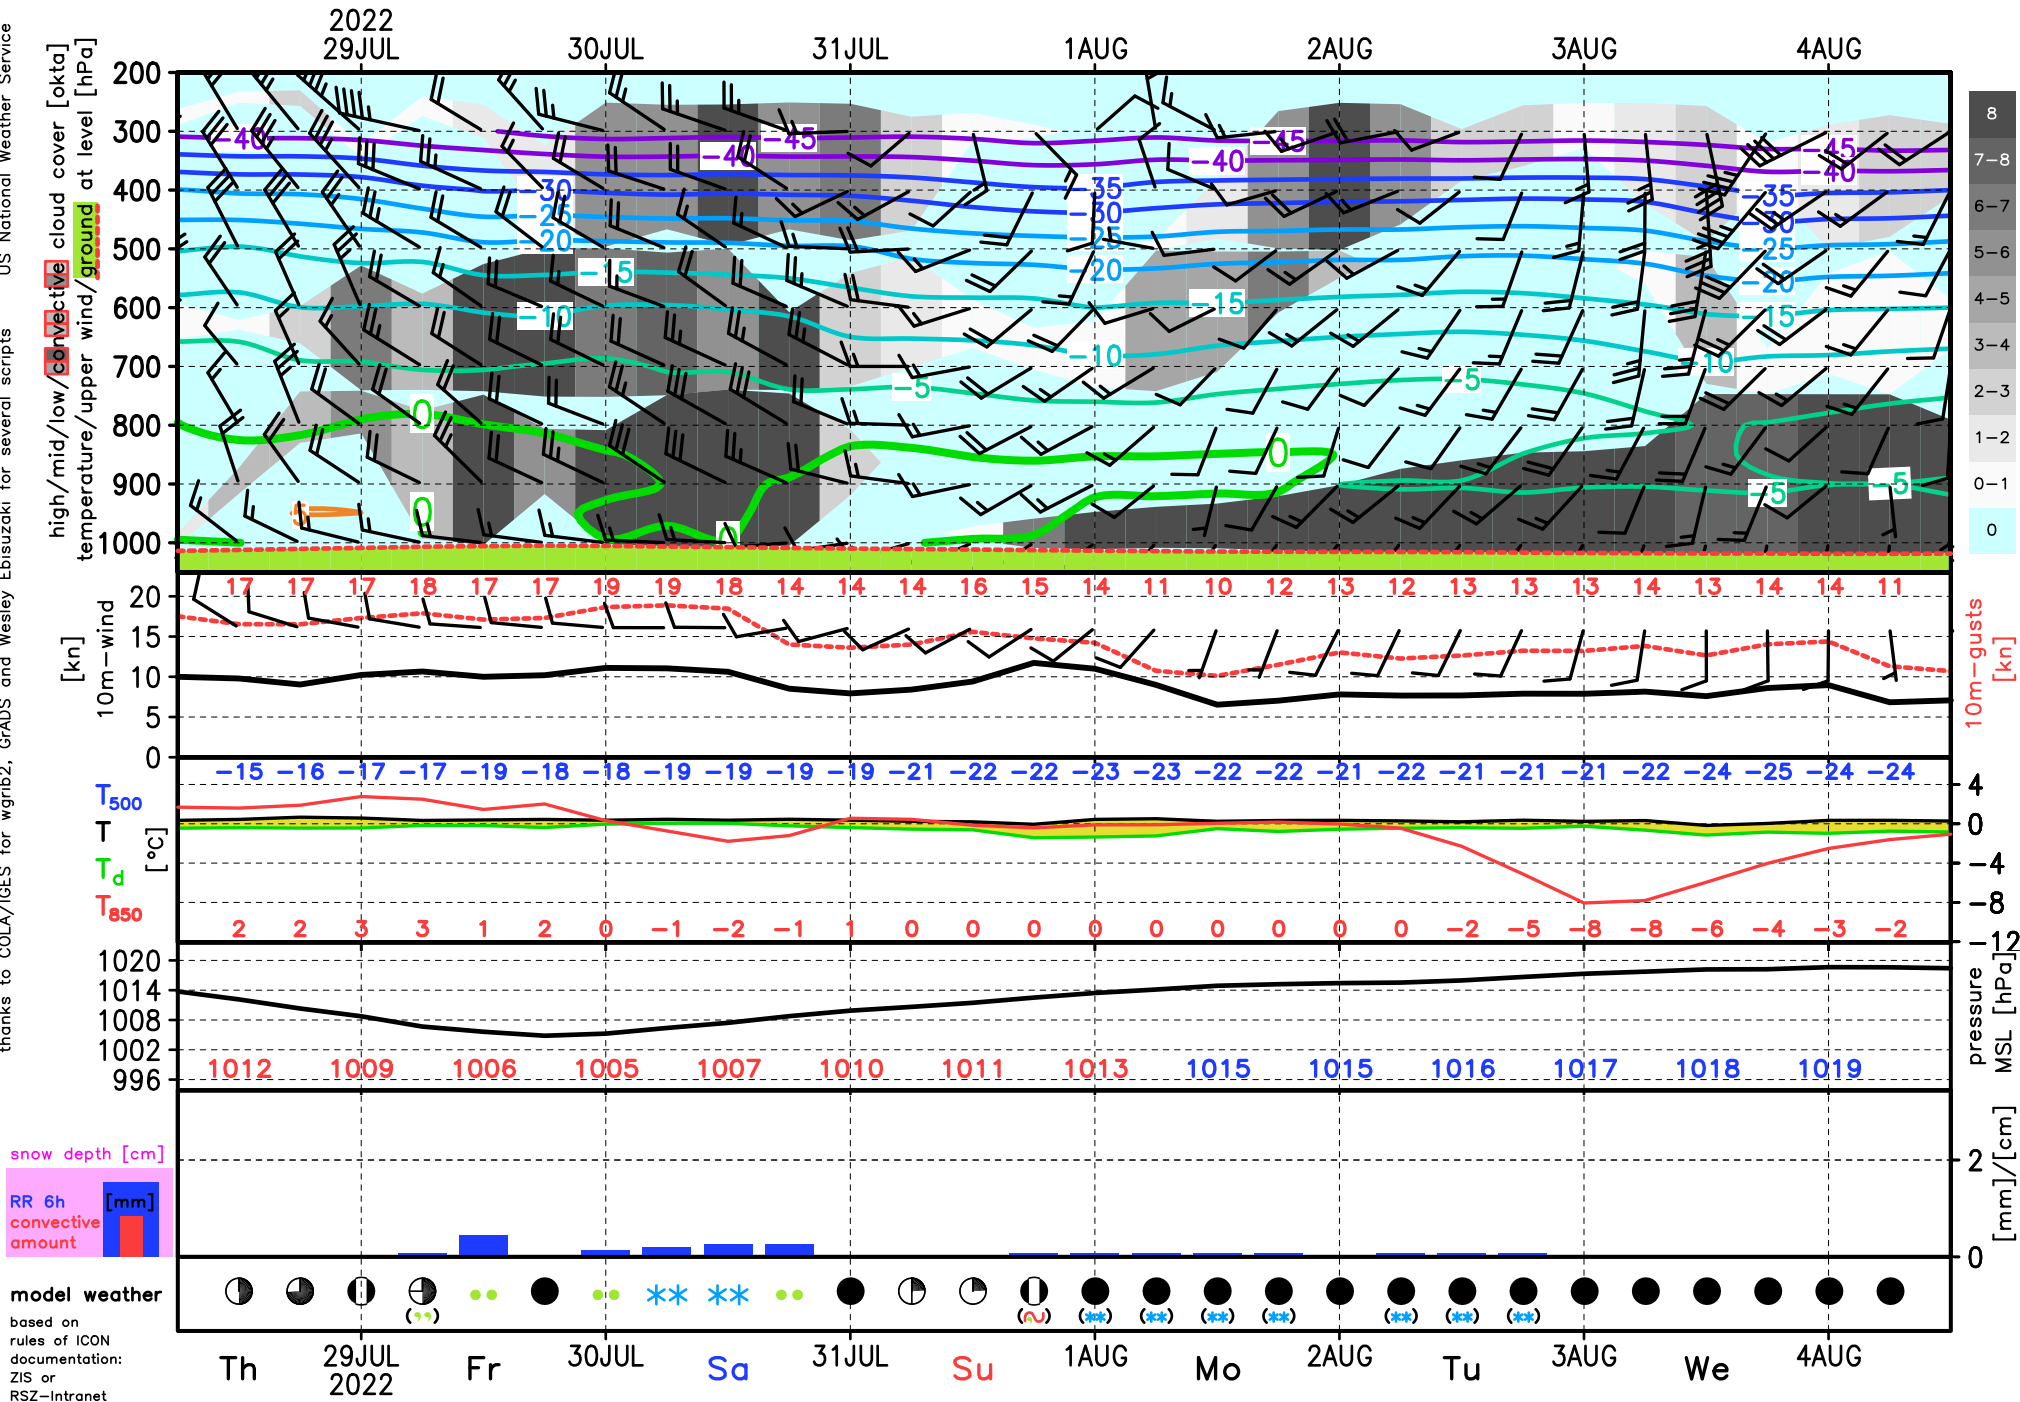 2022
29JUL 30JUL 31JUL 1AUG 2AUG 3AUG 4AUG
thanks to COLA/IGES for wgrib2, GrADS and Wesley Ebisuzaki for several scripts US National Weather Service
high/mid/low/convective cloud cover [okta]
temperature/upper wind/ground at level [hPa]
200
300
400
500
600
700
800
900
1000
-40 -45 -40 -45 -40 -45 -40
-30 -25 -20 -35 -30 -25 -20 -35 -30 -25 -20
-15 -10 -15 -10 -15 -10
-5 -5 -5 -5
0 0 0 0
5
8
7-8
6-7
5-6
4-5
3-4
2-3
1-2
0-1
0
17 17 17 18 17 17 19 19 18 14 14 14 16 15 14 11 10 12 13 12 13 13 13 14 13 14 14 11
20
15
10
5
0
[kn]
10m-wind
10m-gusts
[kn]
-15 -16 -17 -17 -19 -18 -18 -19 -19 -19 -19 -21 -22 -22 -23 -23 -22 -22 -21 -22 -21 -21 -21 -22 -24 -25 -24 -24
T500
T
Td
T850
[°C]
4
0
-4
-8
-12
2 2 3 3 1 2 0 -1 -2 -1 1 0 0 0 0 0 0 0 0 0 -2 -5 -8 -8 -6 -4 -3 -2
1020
1014
1008
1002
996
pressure
MSL [hPa]
1012 1009 1006 1005 1007 1010 1011 1013 1015 1015 1016 1017 1018 1019
snow depth [cm]
RR 6h [mm]
convective
amount
2
0
[mm]/[cm]
model weather
based on
rules of ICON
documentation:
ZIS or
RSZ-Intranet
Th 29JUL Fr 30JUL Sa 31JUL Su 1AUG Mo 2AUG Tu 3AUG We 4AUG
2022